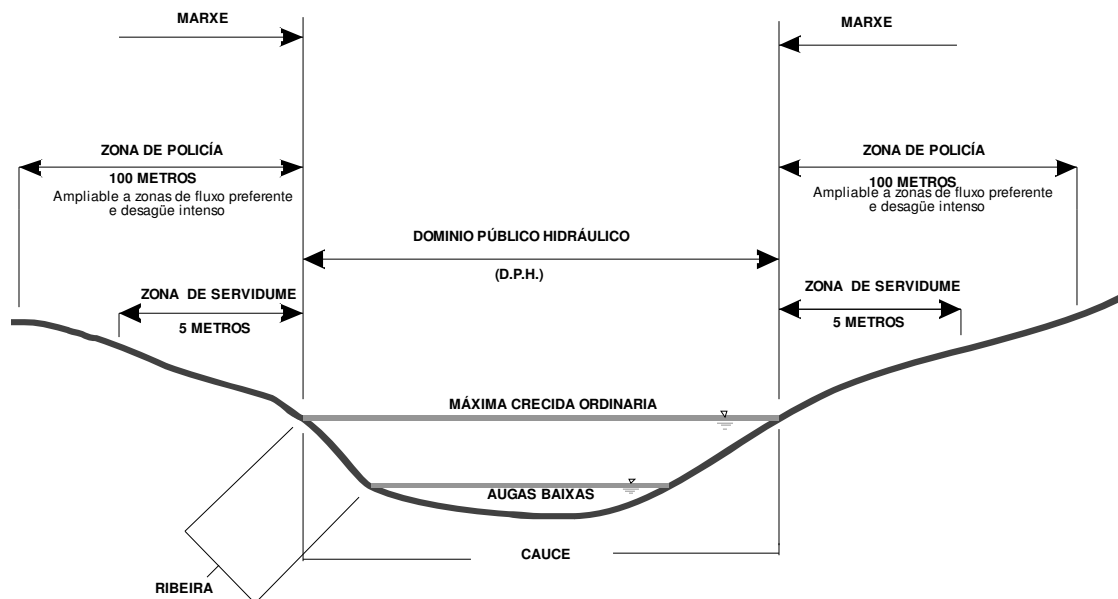 MARXE
MARXE
ZONA DE POLICÍA
100 METROS
Ampliable a zonas de fluxo preferente
e desagüe intenso
ZONA DE POLICÍA
100 METROS
Ampliable a zonas de fluxo preferente
e desagüe intenso
DOMINIO PÚBLICO HIDRÁULICO
(D.P.H.)
ZONA DE SERVIDUME
5 METROS
ZONA DE SERVIDUME
5 METROS
MÁXIMA CRECIDA ORDINARIA
AUGAS BAIXAS
CAUCE
RIBEIRA